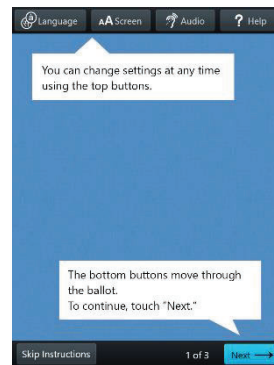 Language AA Screen Audio ? Help
You can change settings at any time
using the top buttons.
The bottom buttons move through
the ballot.
To continue, touch "Next."
Skip Instructions 1 of 3 Next →